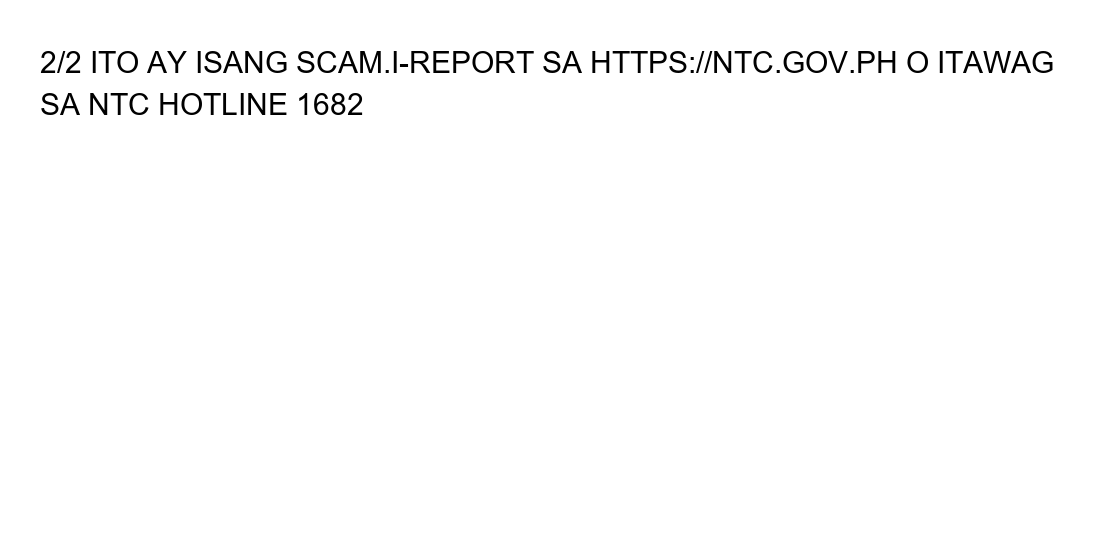 2/2 ITO AY ISANG SCAM.I-REPORT SA HTTPS://NTC.GOV.PH O ITAWAG
SA NTC HOTLINE 1682